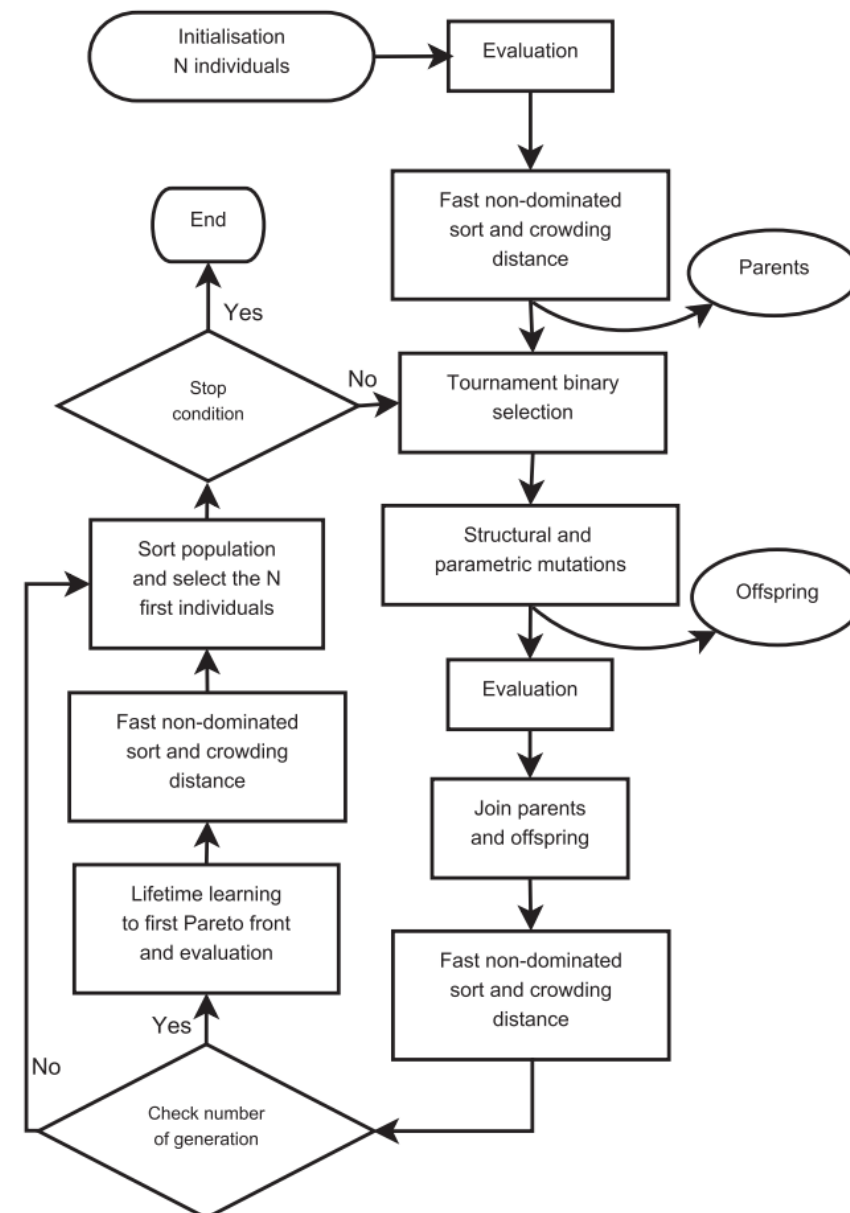 Initialisation
N individuals
Evaluation
Fast non-dominated
sort and crowding
distance
Parents
End
Yes
Stop
condition
No
Tournament binary
selection
Structural and
parametric mutations
Offspring
Sort population
and select the N
first individuals
Evaluation
Fast non-dominated
sort and crowding
distance
Join parents
and offspring
Lifetime learning
to first Pareto front
and evaluation
Fast non-dominated
sort and crowding
distance
Yes
No
Check number
of generation